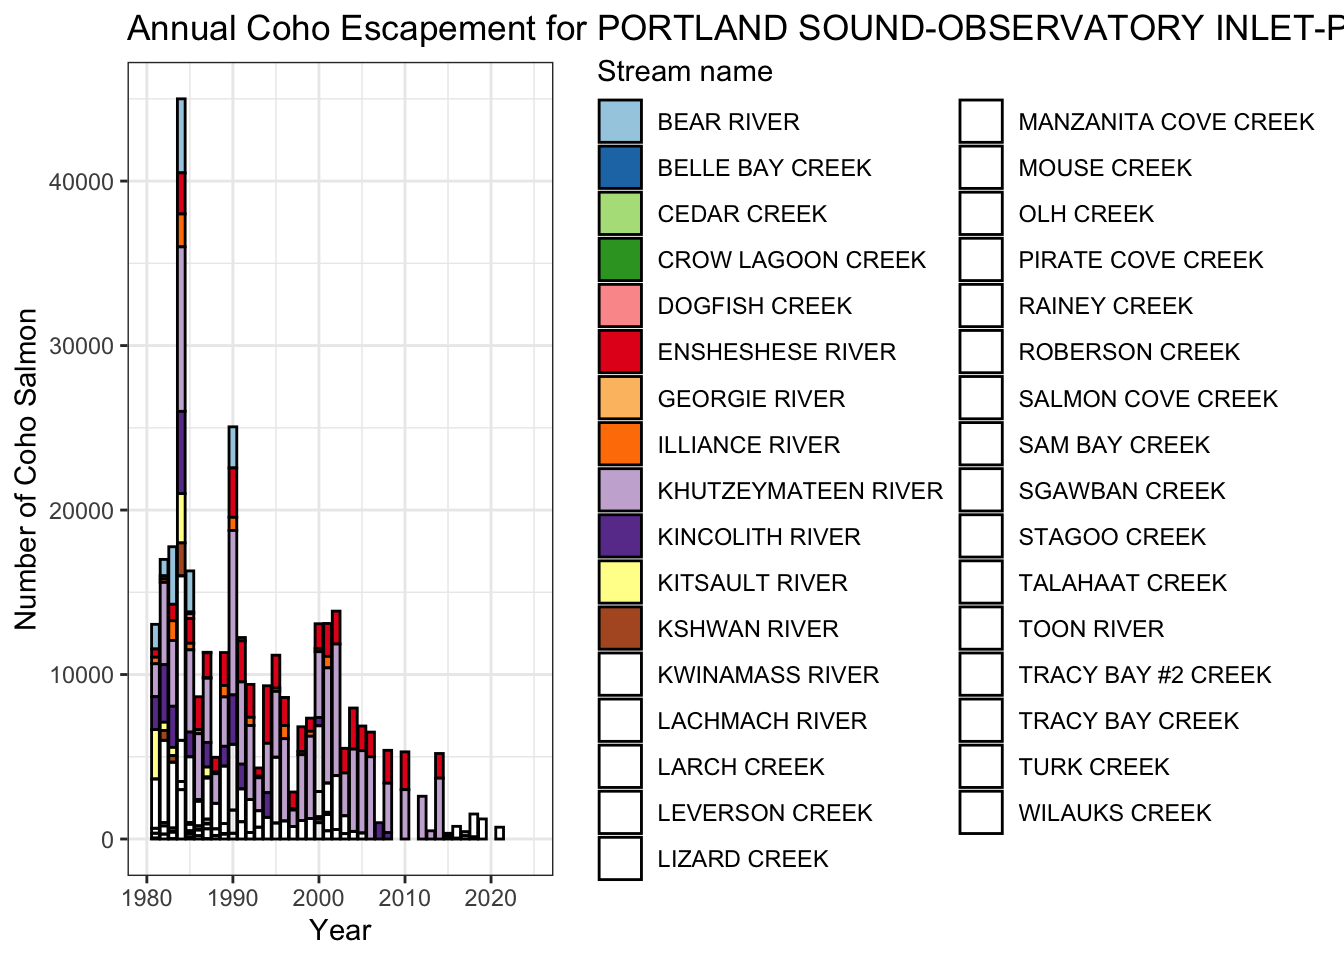 Annual Coho Escapement for PORTLAND SOUND-OBSERVATORY INLET-P
Number of Coho Salmon
40000
30000
20000
10000
0
1980 1990 2000 2010 2020
Year
Stream name
BEAR RIVER
BELLE BAY CREEK
CEDAR CREEK
CROW LAGOON CREEK
DOGFISH CREEK
ENSHESHESE RIVER
GEORGIE RIVER
ILLIANCE RIVER
KHUTZEYMATEEN RIVER
KINCOLITH RIVER
KITSAULT RIVER
KSHWAN RIVER
KWINAMASS RIVER
LACHMACH RIVER
LARCH CREEK
LEVERSON CREEK
LIZARD CREEK
MANZANITA COVE CREEK
MOUSE CREEK
OLH CREEK
PIRATE COVE CREEK
RAINEY CREEK
ROBERSON CREEK
SALMON COVE CREEK
SAM BAY CREEK
SGAWBAN CREEK
STAGOO CREEK
TALAHAAT CREEK
TOON RIVER
TRACY BAY #2 CREEK
TRACY BAY CREEK
TURK CREEK
WILAUKS CREEK